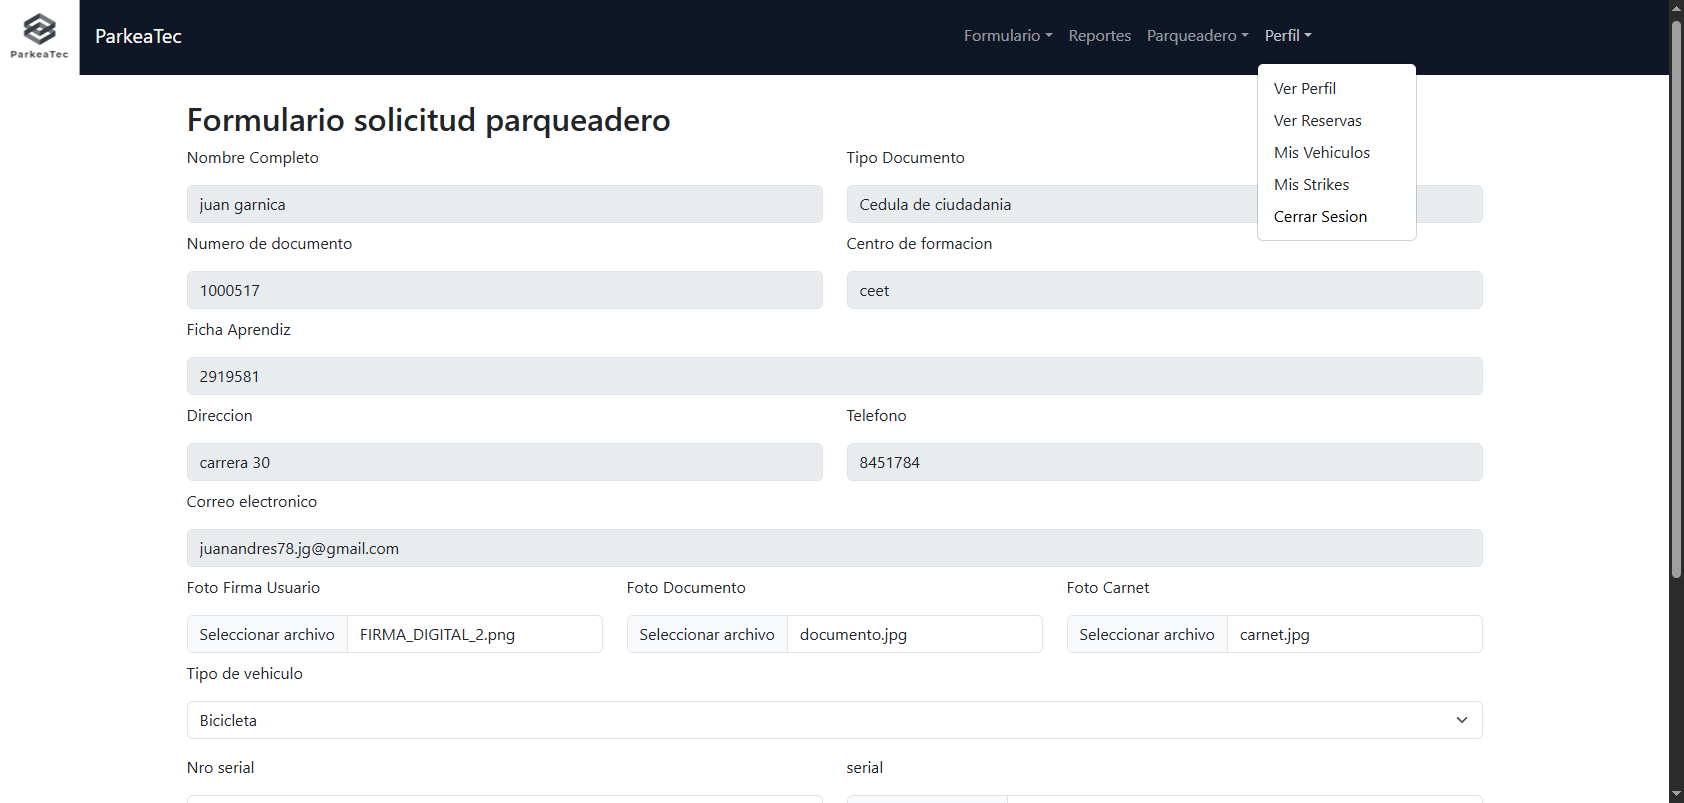 ParkeaTec
ParkeaTec
Formulario
Reportes
Parqueadero
Perfil
Ver Perfil
Ver Reservas
Mis Vehiculos
Mis Strikes
Cerrar Sesion
Formulario solicitud parqueadero
Nombre Completo
Tipo Documento
juan garnica
Cedula de ciudadania
Numero de documento
Centro de formacion
1000517
ceet
Ficha Aprendiz
2919581
Direccion
Telefono
carrera 30
8451784
Correo electronico
juanandres78.jg@gmail.com
Foto Firma Usuario
Foto Documento
Foto Carnet
Seleccionar archivo FIRMA_DIGITAL_2.png
Seleccionar archivo documento.jpg
Seleccionar archivo carnet.jpg
Tipo de vehiculo
Bicicleta
Nro serial
serial